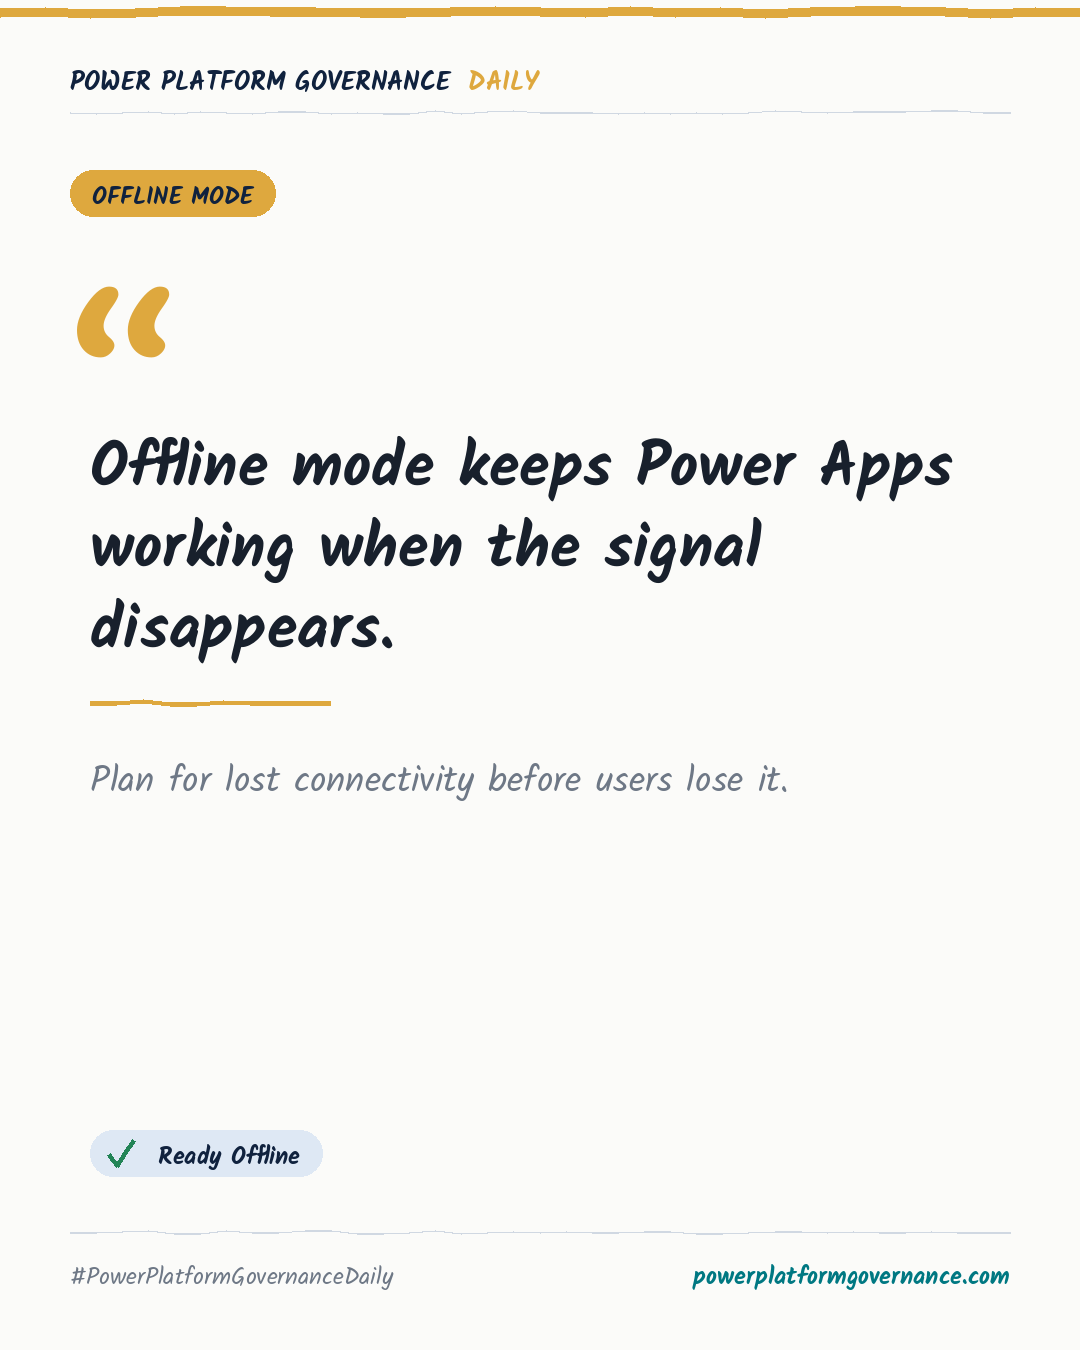 POWER PLATFORM GOVERNANCE DAILY
OFFLINE MODE
“
Offline mode keeps Power Apps
working when the signal
disappears.
Plan for lost connectivity before users lose it.
✓ Ready Offline
#PowerPlatformGovernanceDaily
powerplatformgovernance.com